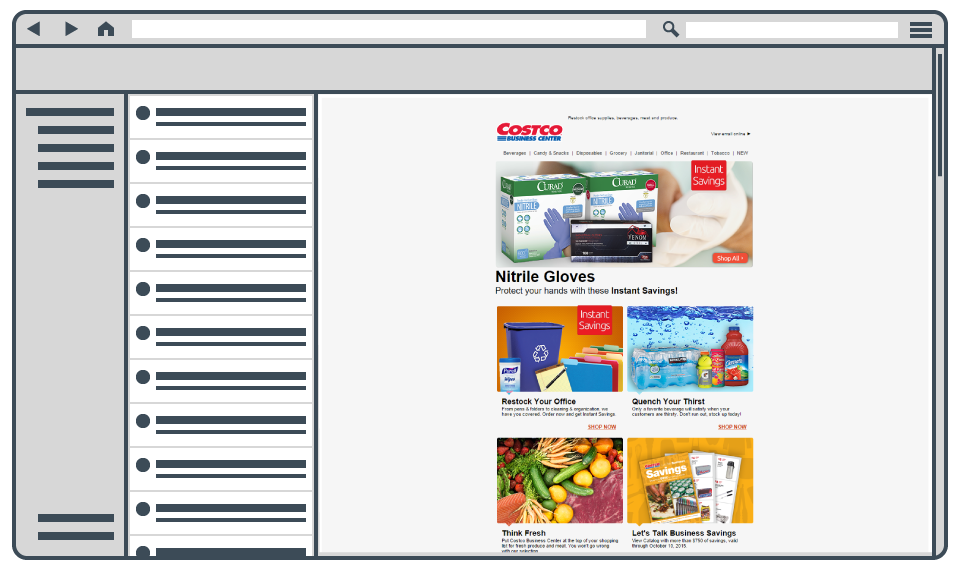 Restock office supplies, beverages, meat and produce.
COSTCO
BUSINESS CENTER
View email online ►
Beverages | Candy & Snacks | Disposables | Grocery | Janitorial | Office | Restaurant | Tobacco | NEW
Instant
Savings
CURAD
CURAD
NITRILE
NITRILE
VENOM
Shop All
Nitrile Gloves
Protect your hands with these Instant Savings!
Instant
Savings
PURELL
Wipes
KIRKLAND
G
Restock Your Office
From pens & folders to cleaning & organization, we
have you covered. Order now and get Instant Savings.
SHOP NOW
Quench Your Thirst
Only a favorite beverage will satisfy when your
customers are thirsty. Don't run out, stock up today!
SHOP NOW
COSTCO
Savings
Think Fresh
Put Costco Business Center at the top of your shopping
list for fresh produce and meat. You won't go wrong
with our selection.
Let's Talk Business Savings
View Catalog with more than $750 of savings, valid
through October 13, 2015.